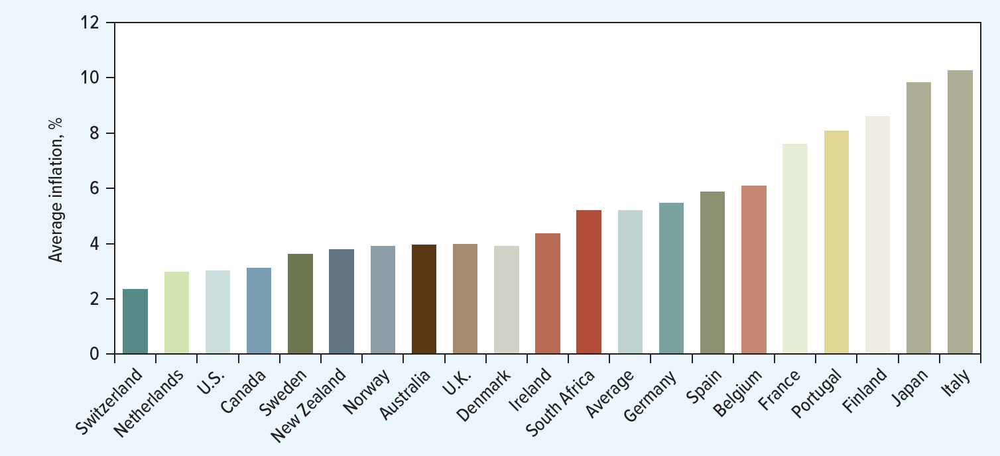 Average inflation, %
12
10
8
6
4
2
0
Switzerland
Netherlands
U.S.
Canada
Sweden
New Zealand
Norway
Australia
U.K.
Denmark
Ireland
South Africa
Average
Germany
Spain
Belgium
France
Portugal
Finland
Japan
Italy